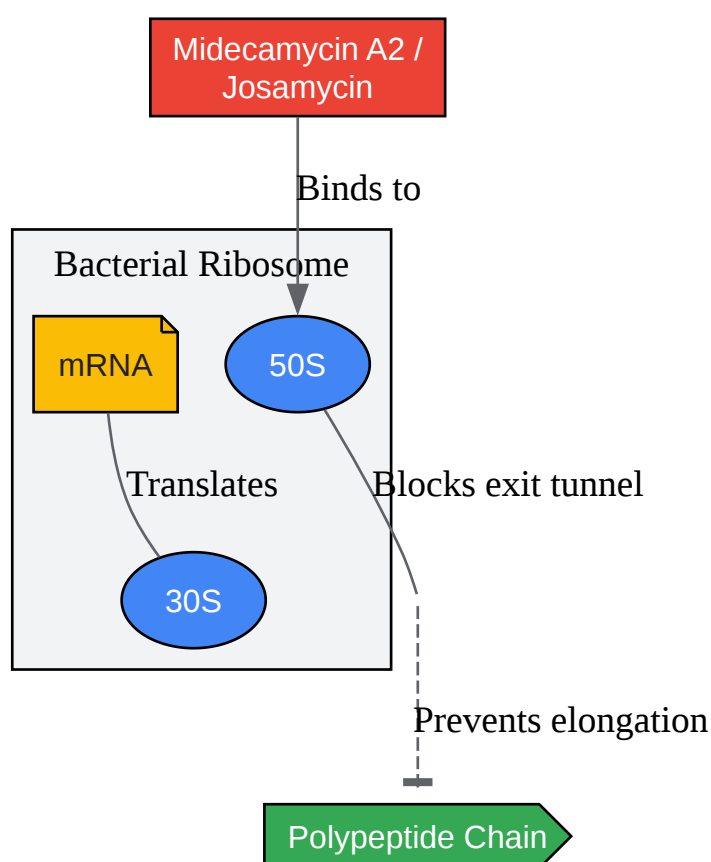 Midecamycin A2 /
Josamycin
Binds to
Bacterial Ribosome
mRNA
50S
Translates
Blocks exit tunnel
30S
Prevents elongation
Polypeptide Chain